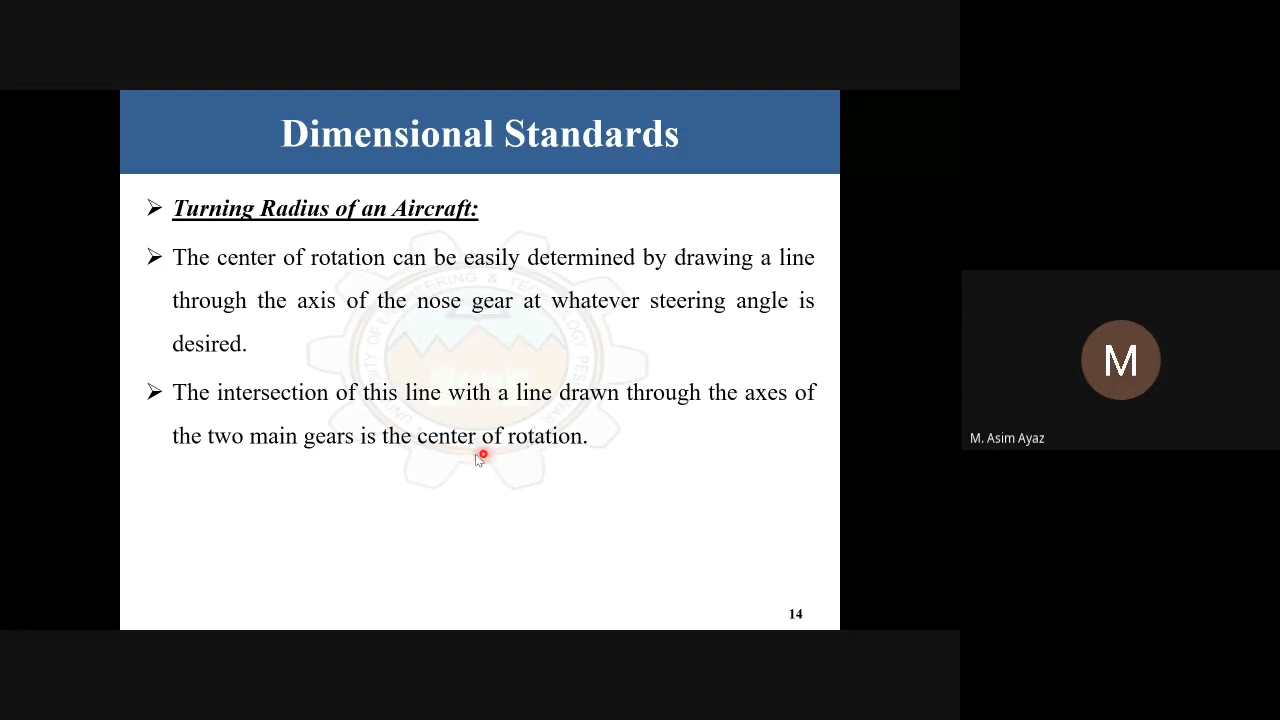 Dimensional Standards
➢ Turning Radius of an Aircraft:
➢ The center of rotation can be easily determined by drawing a line
through the axis of the nose gear at whatever steering angle is
desired.
➢ The intersection of this line with a line drawn through the axes of
the two main gears is the center of rotation.
14
M
M. Asim Ayaz